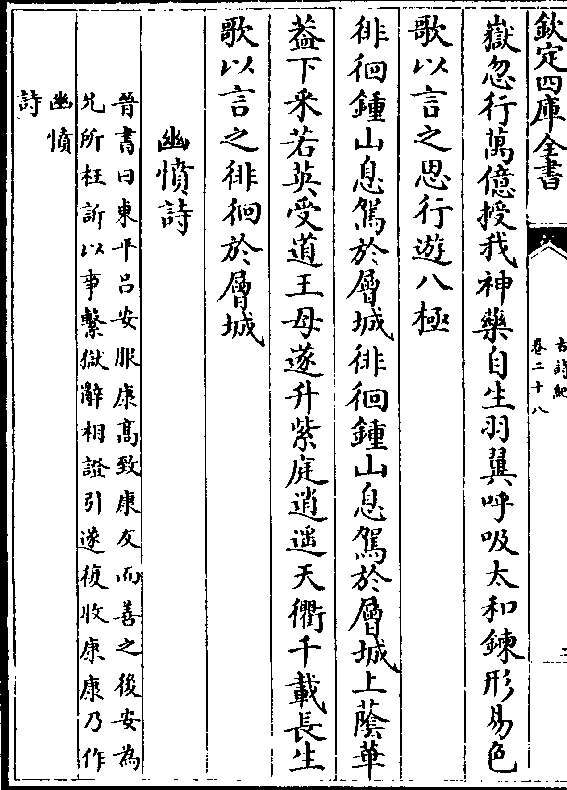 欽定四庫全書
古詩紀
卷二十八
嶽忽行萬億授我神藥自生羽翼呼吸太和鍊形易色
歌以言之思行遊八極
徘徊鍾山息駕於層城徘徊鍾山息駕於層城上蔭華
葢下采若英受道王母遂升紫庭逍遥天衢千載長生
歌以言之徘徊於層城
幽憤詩
晉書曰東平吕安服康髙致康友而善之後安為
兄所枉訴以事繫獄辭相證引遂復收康康乃作
幽憤
詩